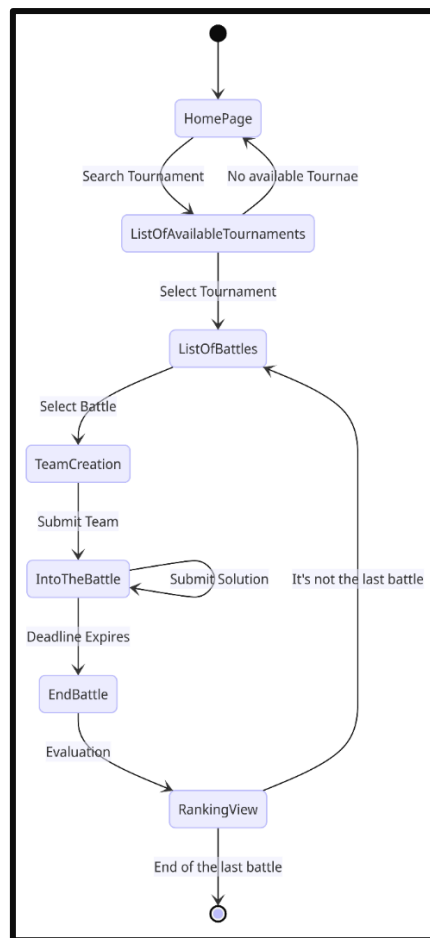 HomePage
Search Tournament
No available Tournae
ListOfAvailableTournaments
Select Tournament
ListOfBattles
Select Battle
TeamCreation
Submit Team
IntoTheBattle
Submit Solution
It's not the last battle
Deadline Expires
EndBattle
Evaluation
RankingView
End of the last battle